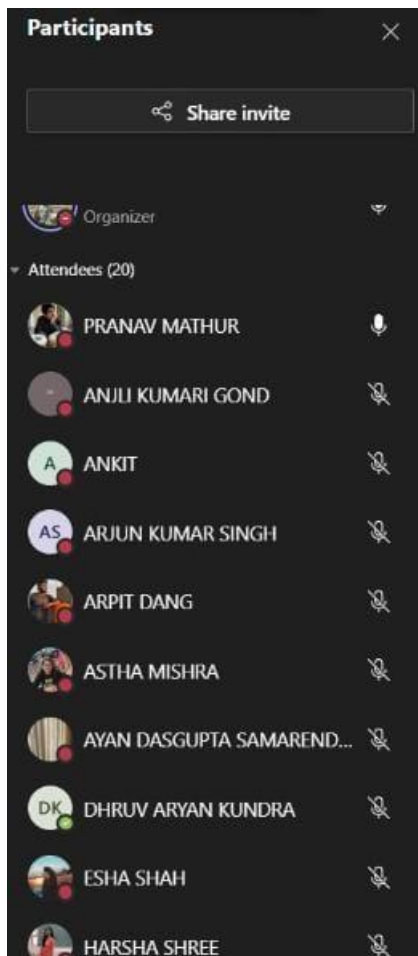 Participants
Share invite
Organizer
Attendees (20)
PRANAV MATHUR
ANJLI KUMARI GOND
A ANKIT
AS ARJUN KUMAR SINGH
ARPIT DANG
ASTHA MISHRA
AYAN DASGUPTA SAMAREND...
DK DHRUV ARYAN KUNDRA
ESHA SHAH
HARSHA SHREE